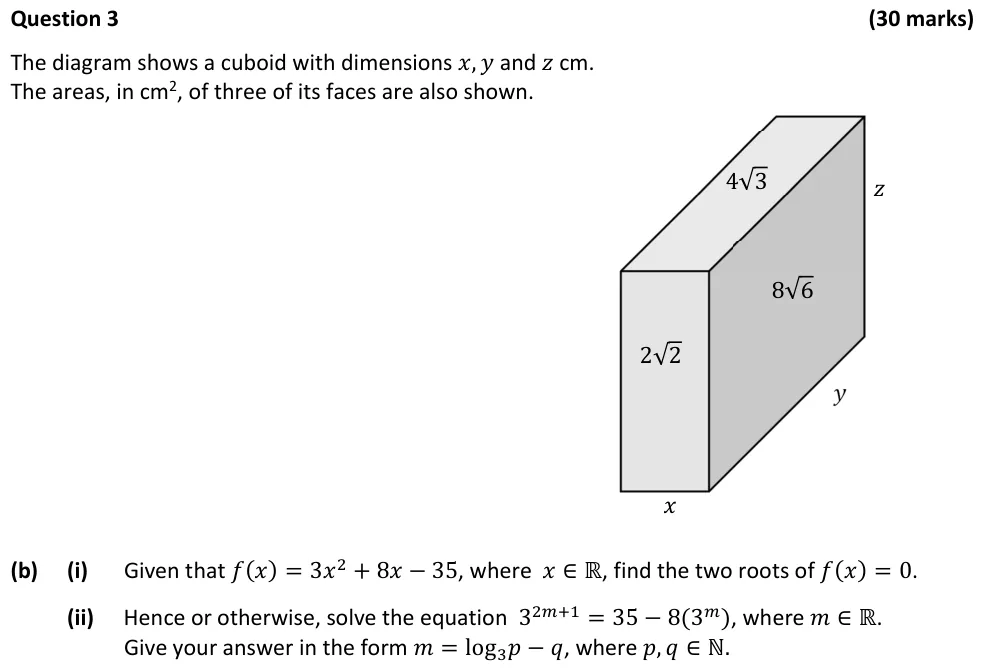 Question 3 (30 marks)
The diagram shows a cuboid with dimensions x, y and z cm.
The areas, in cm², of three of its faces are also shown.
4√3
z
8√6
2√2
y
x
(b) (i) Given that f(x) = 3x² + 8x − 35, where x ∈ ℝ, find the two roots of f(x) = 0.
(ii) Hence or otherwise, solve the equation 3²ᵐ⁺¹ = 35 − 8(3ᵐ), where m ∈ ℝ.
Give your answer in the form m = log₃p − q, where p, q ∈ ℕ.